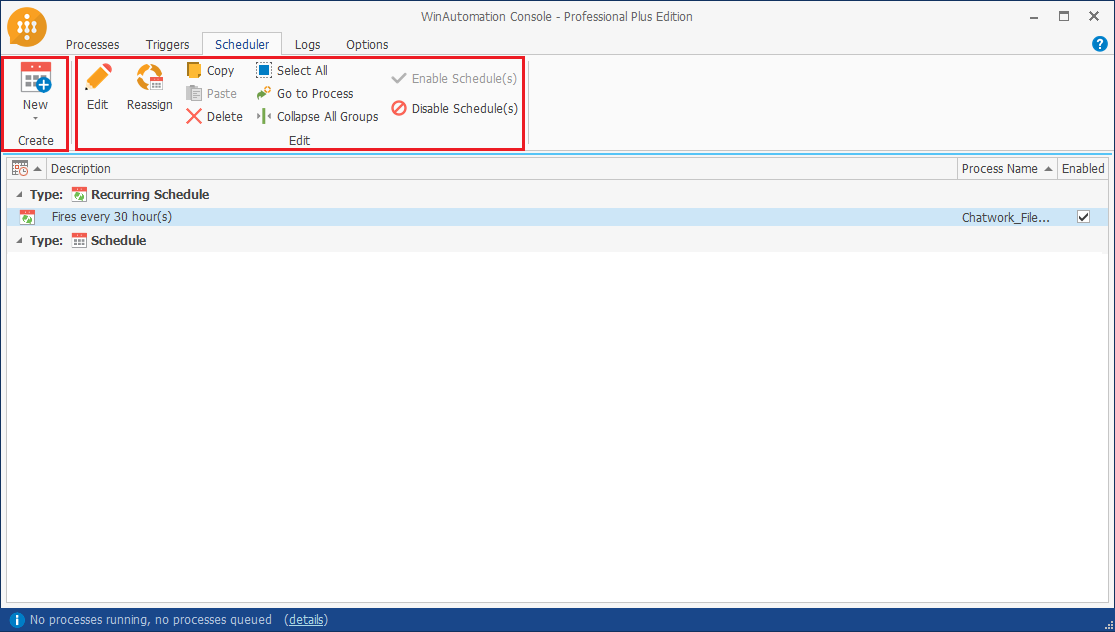 WinAutomation Console - Professional Plus Edition
Processes Triggers Scheduler Logs Options
New
Create
Edit
Reassign
Copy
Paste
Delete
Select All
Go to Process
Collapse All Groups
Enable Schedule(s)
Disable Schedule(s)
Edit
Description Process Name Enabled
Type: Recurring Schedule
Fires every 30 hour(s) Chatwork_File...
Type: Schedule
No processes running, no processes queued (details)